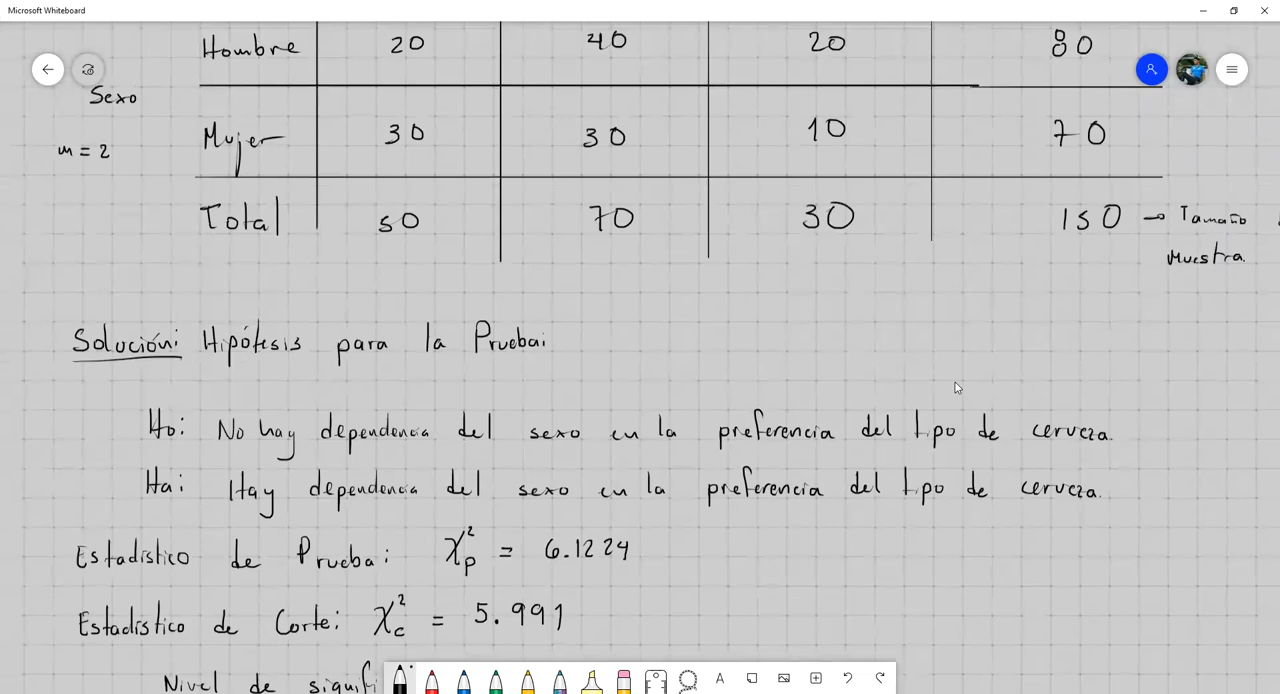 Microsoft Whiteboard
Hombre 20 40 20 80
Sexo
m = 2
Mujer 30 30 10 70
Total 50 70 30 150 → Tamaño
Muestra.
Solución: Hipótesis para la Prueba:
Ho: No hay dependencia del sexo en la preferencia del tipo de cerveza.
Ha: Hay dependencia del sexo en la preferencia del tipo de cerveza.
Estadístico de Prueba: χ²p = 6.1224
Estadístico de Corte: χ²c = 5.991
Nivel de signifi
A